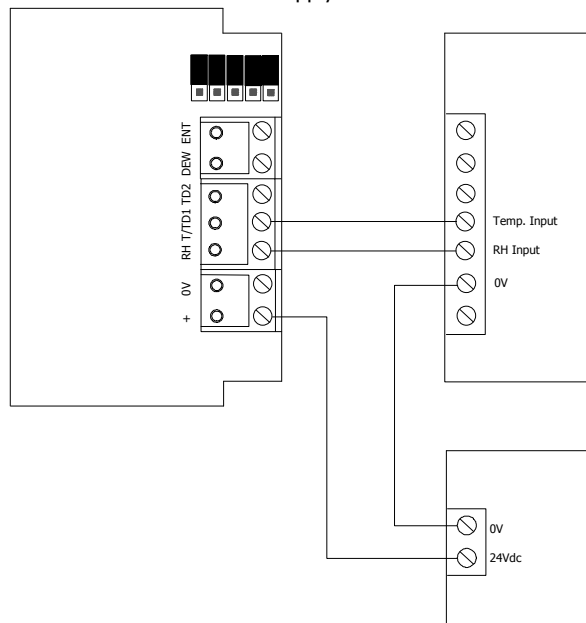 ENT
DEW
TD2
T/TD1
RH
0V
+
Temp. Input
RH Input
0V
0V
24Vdc